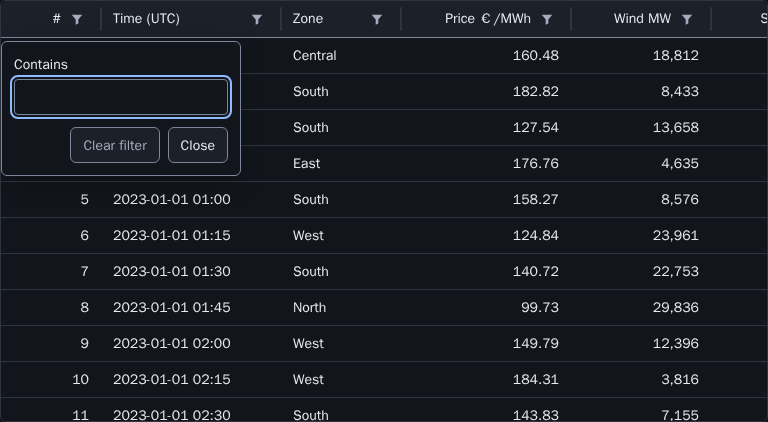 # Time (UTC) Zone Price €/MWh Wind MW S
Contains
Central 160.48 18,812
South 182.82 8,433
South 127.54 13,658
Clear filter Close
East 176.76 4,635
5 2023-01-01 01:00 South 158.27 8,576
6 2023-01-01 01:15 West 124.84 23,961
7 2023-01-01 01:30 South 140.72 22,753
8 2023-01-01 01:45 North 99.73 29,836
9 2023-01-01 02:00 West 149.79 12,396
10 2023-01-01 02:15 West 184.31 3,816
11 2023-01-01 02:30 South 143.83 7,155